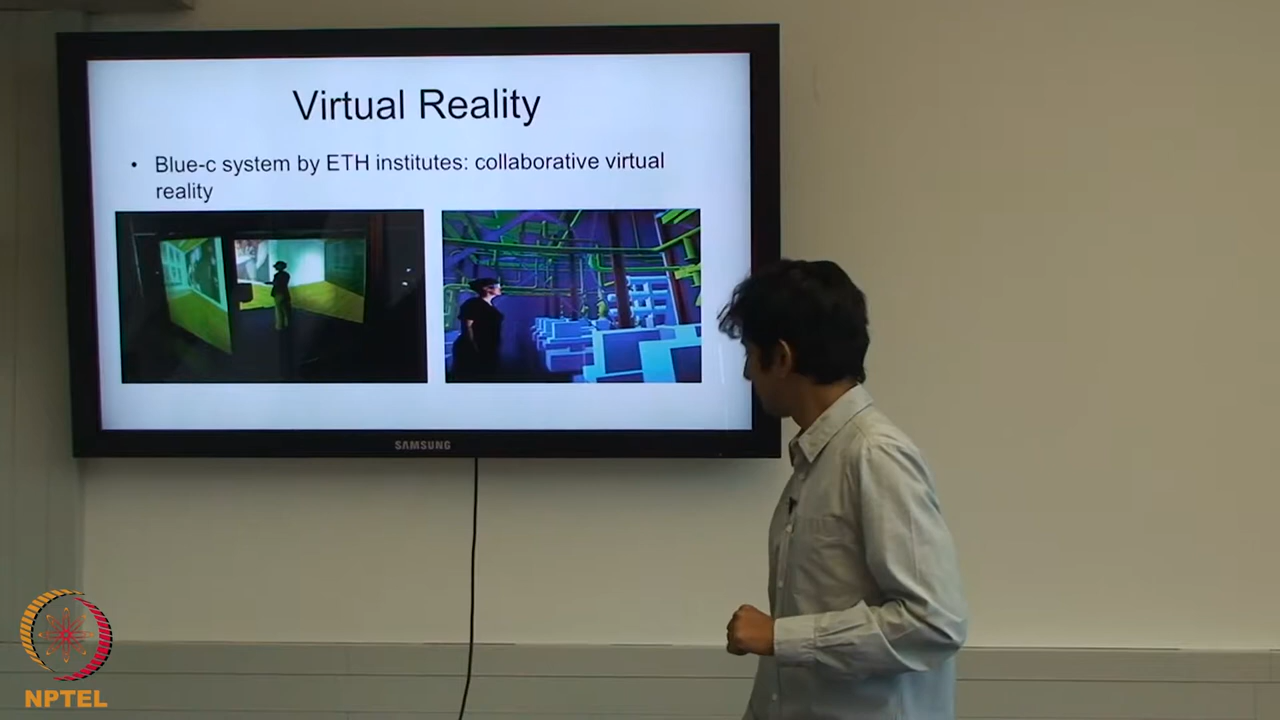 Virtual Reality
• Blue-c system by ETH institutes: collaborative virtual
reality
SAMSUNG
NPTEL